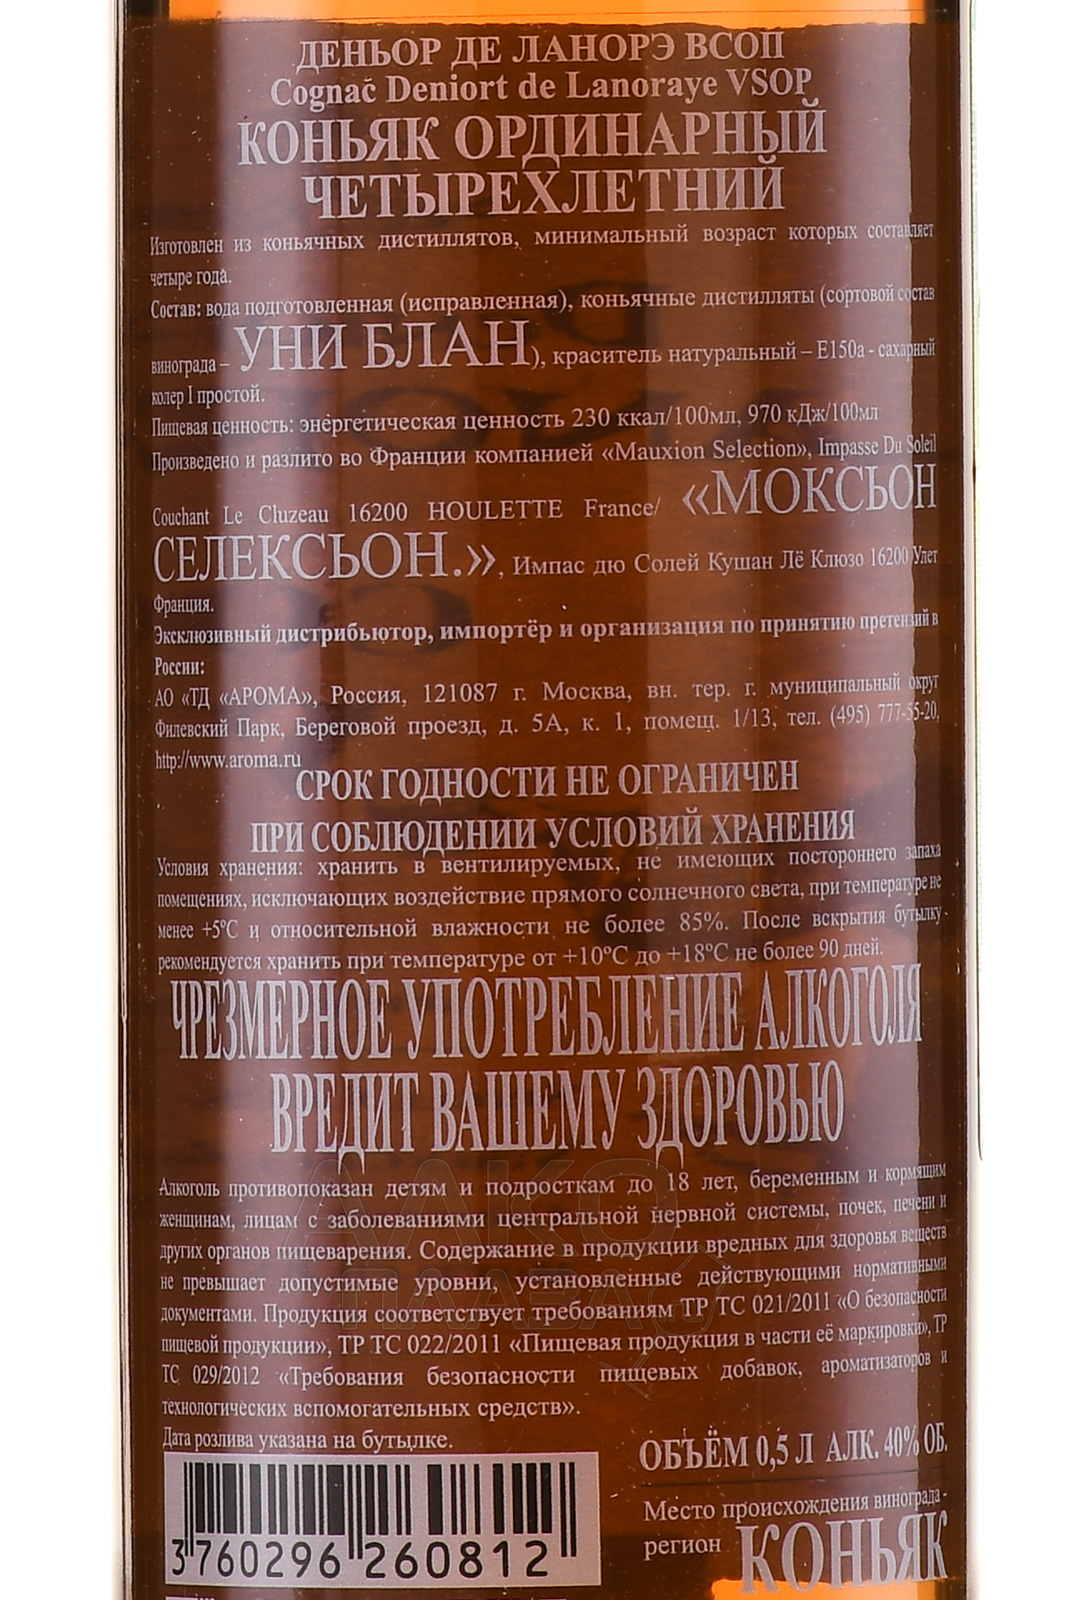 ДЕНЬОР ДЕ ЛАНОРЭ ВСОП
Cognac Deniort de Lanoraye VSOP
КОНЬЯК ОРДИНАРНЫЙ
ЧЕТЫРЕХЛЕТНИЙ
Изготовлен из коньячных дистиллятов, минимальный возраст которых составляет
четыре года.
Состав: вода подготовленная (исправленная), коньячные дистилляты (сортовой состав
винограда – УНИ БЛАН), краситель натуральный – Е150а - сахарный
колер I простой.
Пищевая ценность: энергетическая ценность 230 ккал/100мл, 970 кДж/100мл
Произведено и разлито во Франции компанией «Mauxion Selection», Impasse Du Soleil
Couchant Le Cluzeau 16200 HOULETTE France/ «МОКСЬОН
СЕЛЕКСЬОН.», Импас дю Солей Кушан Лё Клюзо 16200 Улет
Франция.
Эксклюзивный дистрибьютор, импортёр и организация по принятию претензий в
России:
АО «ТД «АРОМА», Россия, 121087 г. Москва, вн. тер. г. муниципальный округ
Филевский Парк, Береговой проезд, д. 5А, к. 1, помещ. 1/13, тел. (495) 777-55-20,
http://www.aroma.ru
СРОК ГОДНОСТИ НЕ ОГРАНИЧЕН
ПРИ СОБЛЮДЕНИИ УСЛОВИЙ ХРАНЕНИЯ
Условия хранения: хранить в вентилируемых, не имеющих постороннего запаха
помещениях, исключающих воздействие прямого солнечного света, при температуре не
менее +5°С и относительной влажности не более 85%. После вскрытия бутылку
рекомендуется хранить при температуре от +10°С до +18°С не более 90 дней.
ЧРЕЗМЕРНОЕ УПОТРЕБЛЕНИЕ АЛКОГОЛЯ
ВРЕДИТ ВАШЕМУ ЗДОРОВЬЮ
Алкоголь противопоказан детям и подросткам до 18 лет, беременным и кормящим
женщинам, лицам с заболеваниями центральной нервной системы, почек, печени и
других органов пищеварения. Содержание в продукции вредных для здоровья веществ
не превышает допустимые уровни, установленные действующими нормативными
документами. Продукция соответствует требованиям ТР ТС 021/2011 «О безопасности
пищевой продукции», ТР ТС 022/2011 «Пищевая продукция в части её маркировки», ТР
ТС 029/2012 «Требования безопасности пищевых добавок, ароматизаторов и
технологических вспомогательных средств».
Дата розлива указана на бутылке.
ОБЪЁМ 0,5 Л АЛК. 40% ОБ.
Место происхождения винограда -
регион КОНЬЯК
3 760296 260812